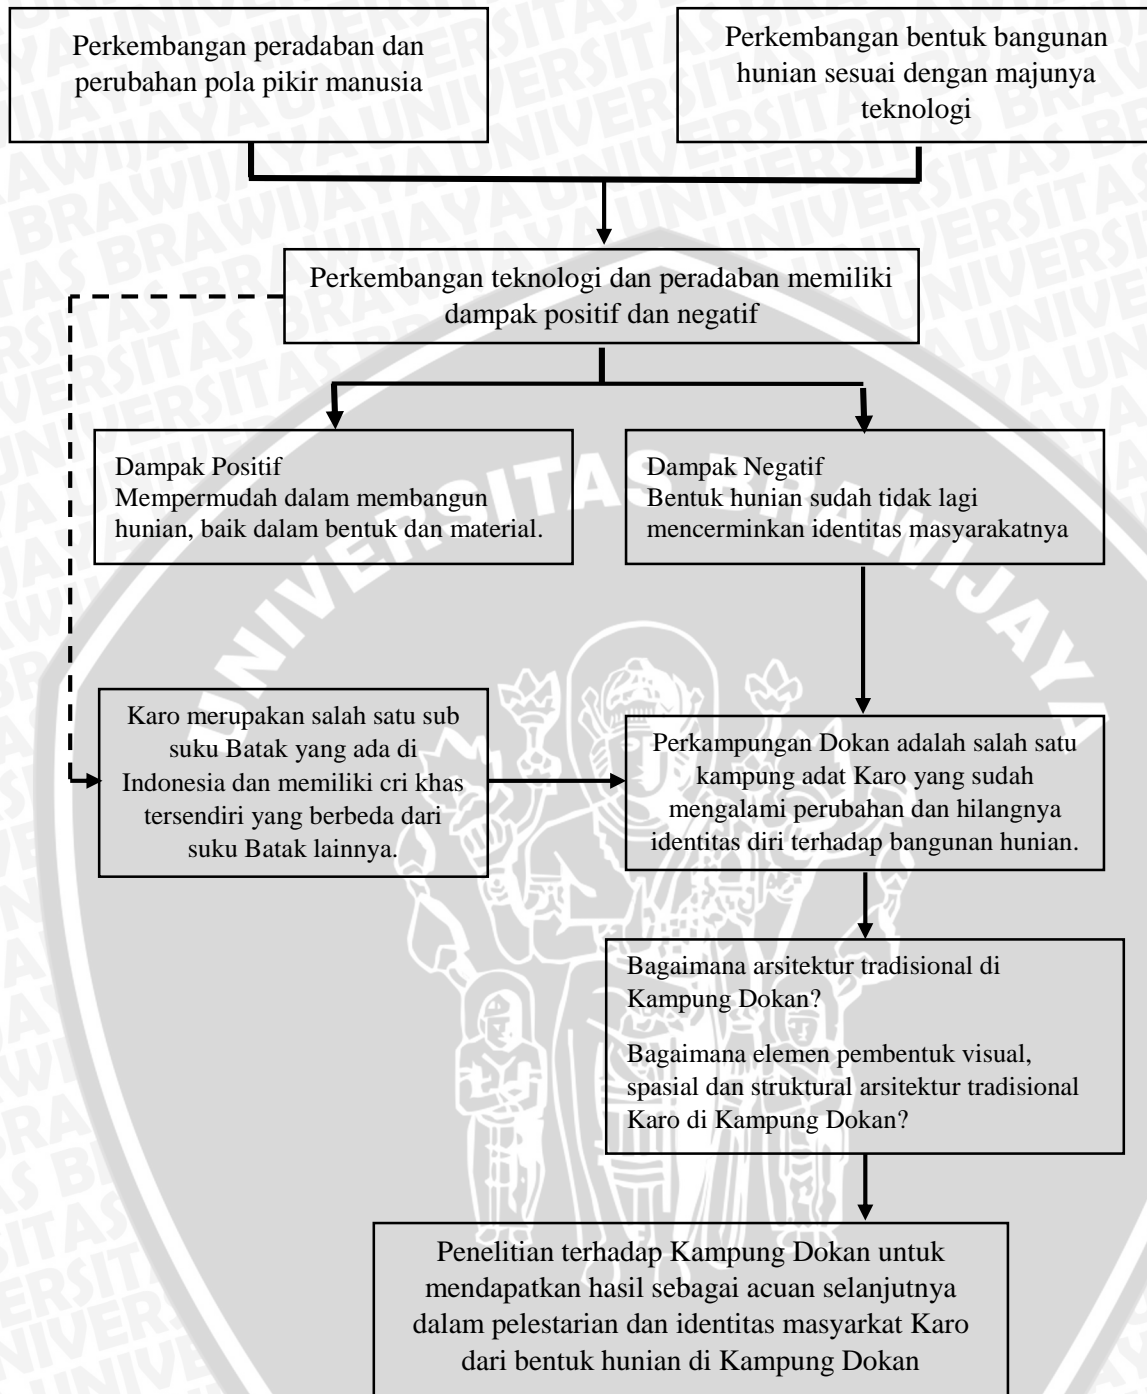 Perkembangan peradaban dan
perubahan pola pikir manusia
Perkembangan bentuk bangunan
hunian sesuai dengan majunya
teknologi
Perkembangan teknologi dan peradaban memiliki
dampak positif dan negatif
Dampak Positif
Mempermudah dalam membangun
hunian, baik dalam bentuk dan material.
Dampak Negatif
Bentuk hunian sudah tidak lagi
mencerminkan identitas masyarakatnya
UNIVERSITAS BRAWIJAYA
Karo merupakan salah satu sub
suku Batak yang ada di
Indonesia dan memiliki cri khas
tersendiri yang berbeda dari
suku Batak lainnya.
Perkampungan Dokan adalah salah satu
kampung adat Karo yang sudah
mengalami perubahan dan hilangnya
identitas diri terhadap bangunan hunian.
Bagaimana arsitektur tradisional di
Kampung Dokan?
Bagaimana elemen pembentuk visual,
spasial dan struktural arsitektur tradisional
Karo di Kampung Dokan?
Penelitian terhadap Kampung Dokan untuk
mendapatkan hasil sebagai acuan selanjutnya
dalam pelestarian dan identitas masyarkat Karo
dari bentuk hunian di Kampung Dokan